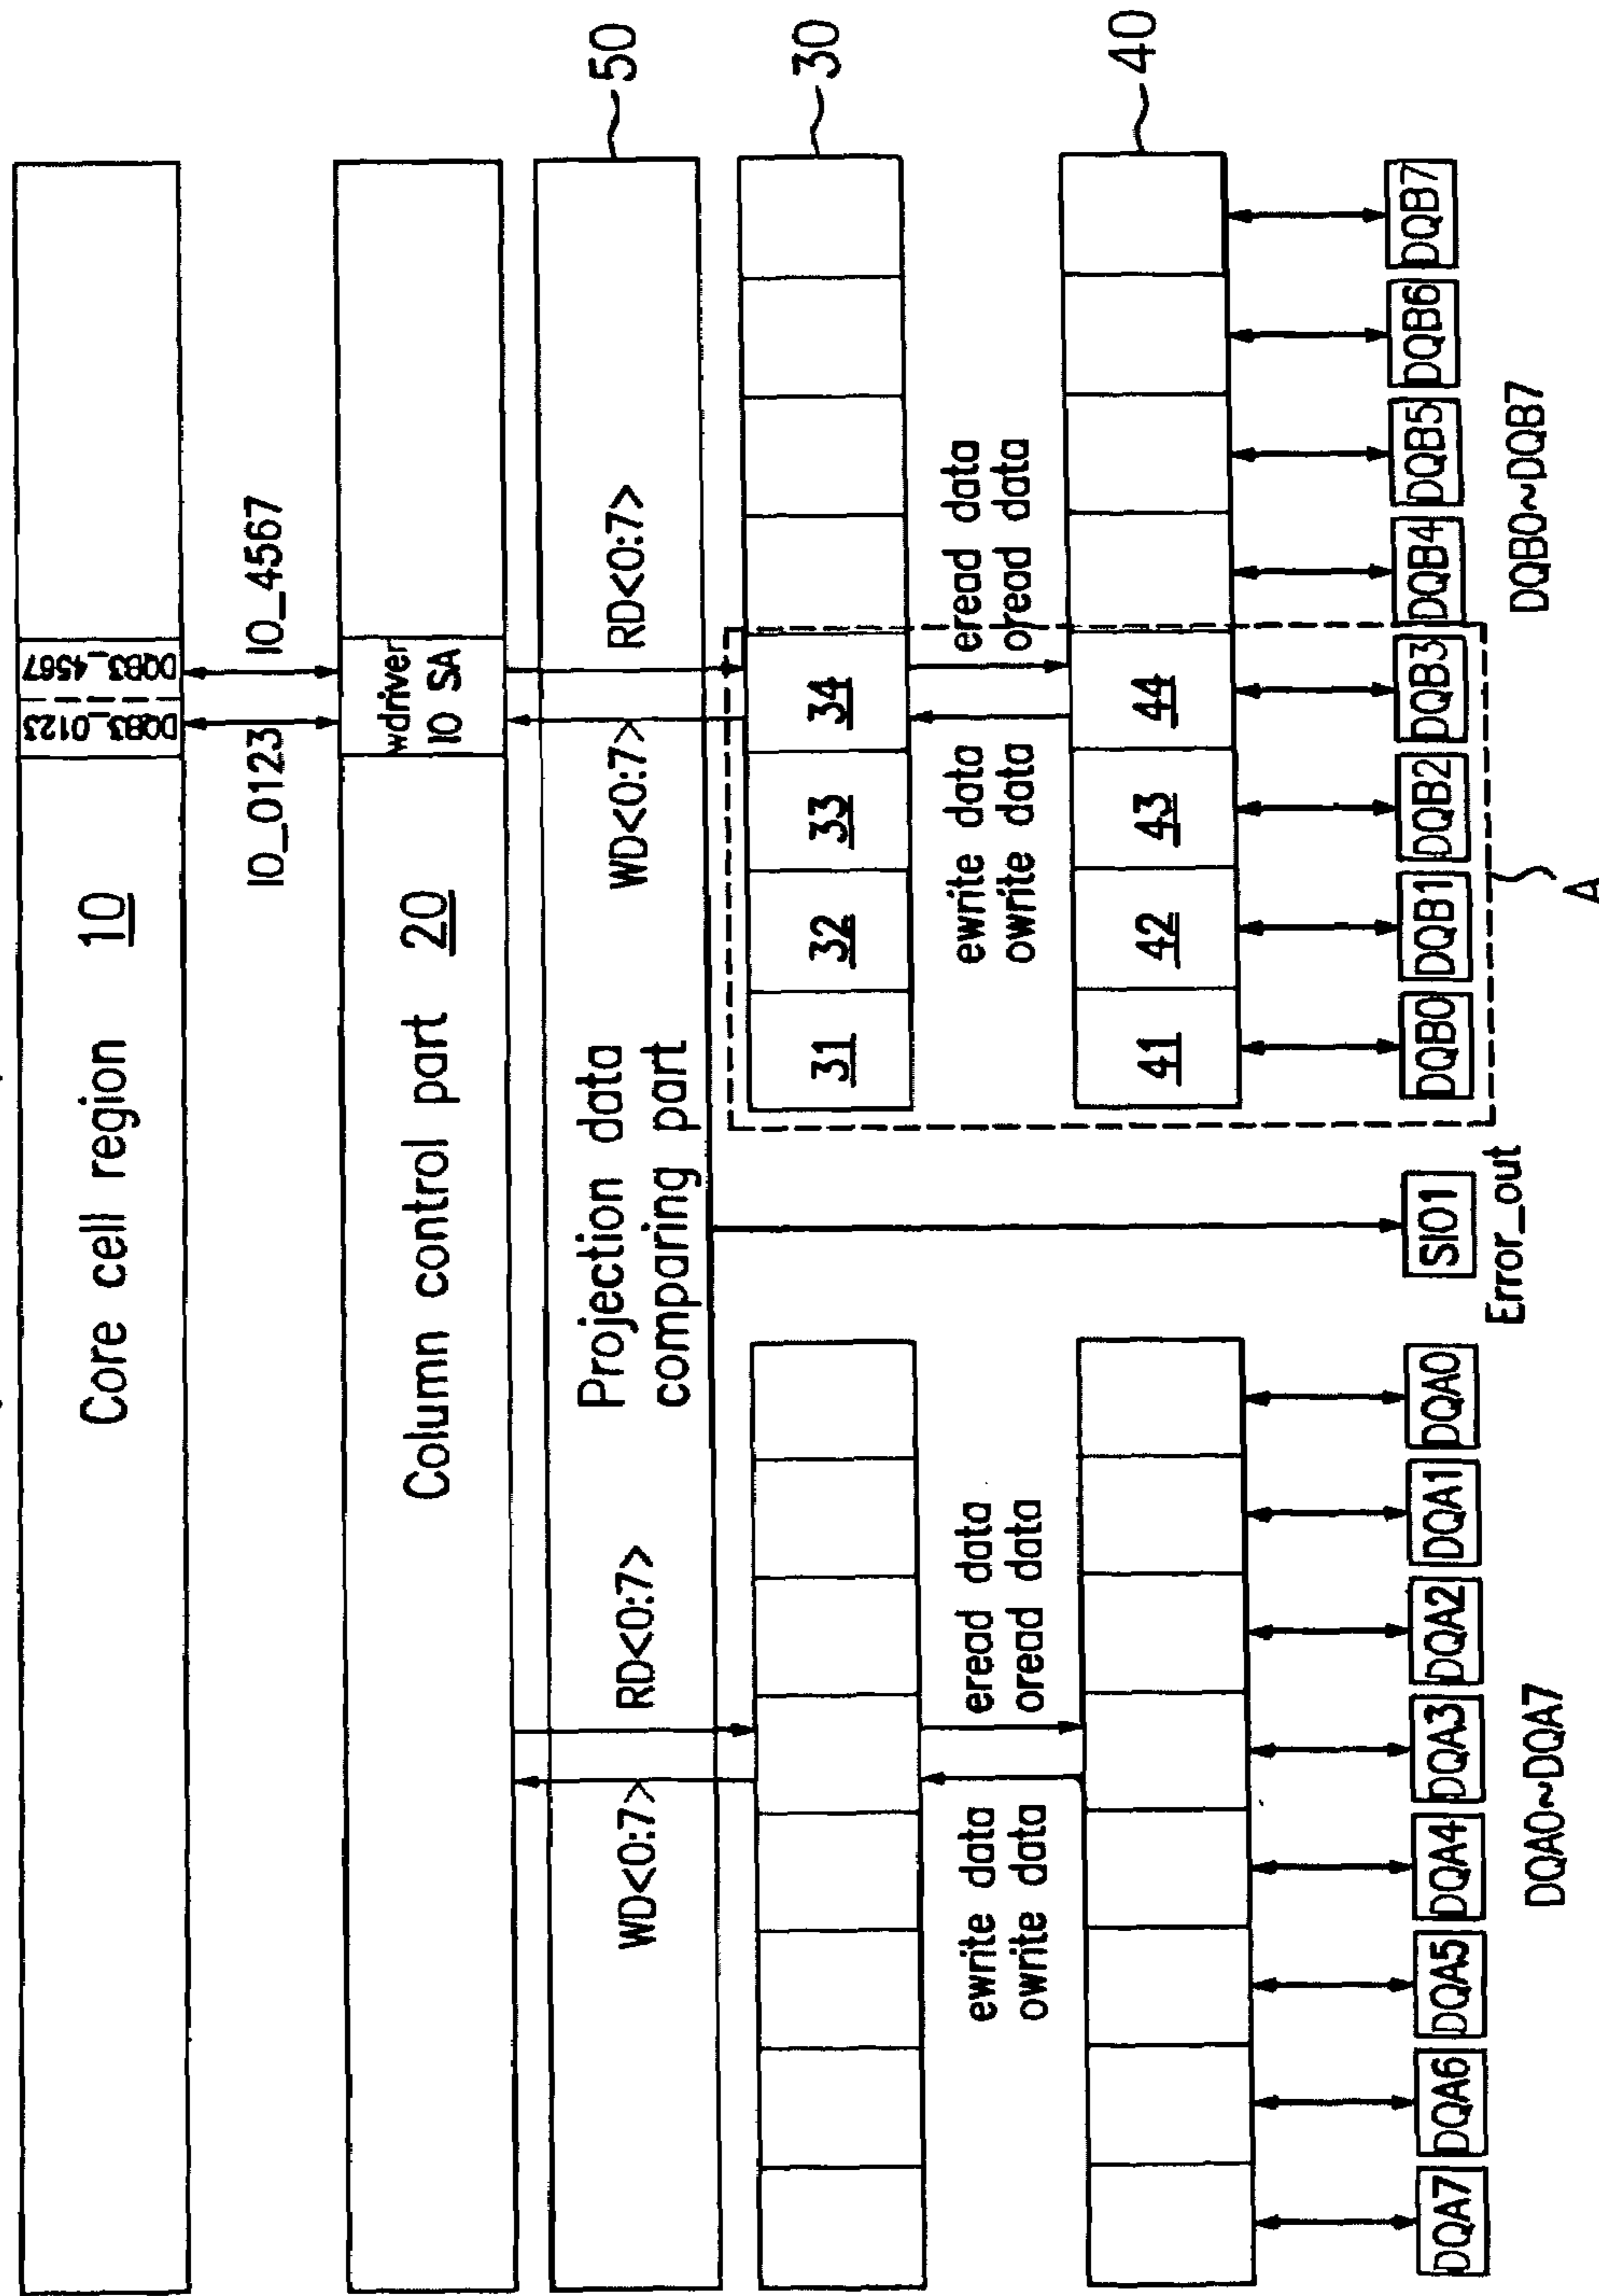 DQB3_0123
DQB3_4567
Core cell region 10
IO_0123
IO_4567
wdriver
IO SA
Column control part 20
50
WD<0:7>
RD<0:7>
Projection data
comparing part
WD<0:7>
RD<0:7>
30
31
32
33
34
ewrite data
owrite data
eread data
oread data
ewrite data
owrite data
eread data
oread data
40
41
42
43
44
DQA7
DQA6
DQA5
DQA4
DQA3
DQA2
DQA1
DQA0
SIO1
DQB0
DQB1
DQB2
DQB3
DQB4
DQB5
DQB6
DQB7
Error_out
DQA0~DQA7
DQB0~DQB7
A